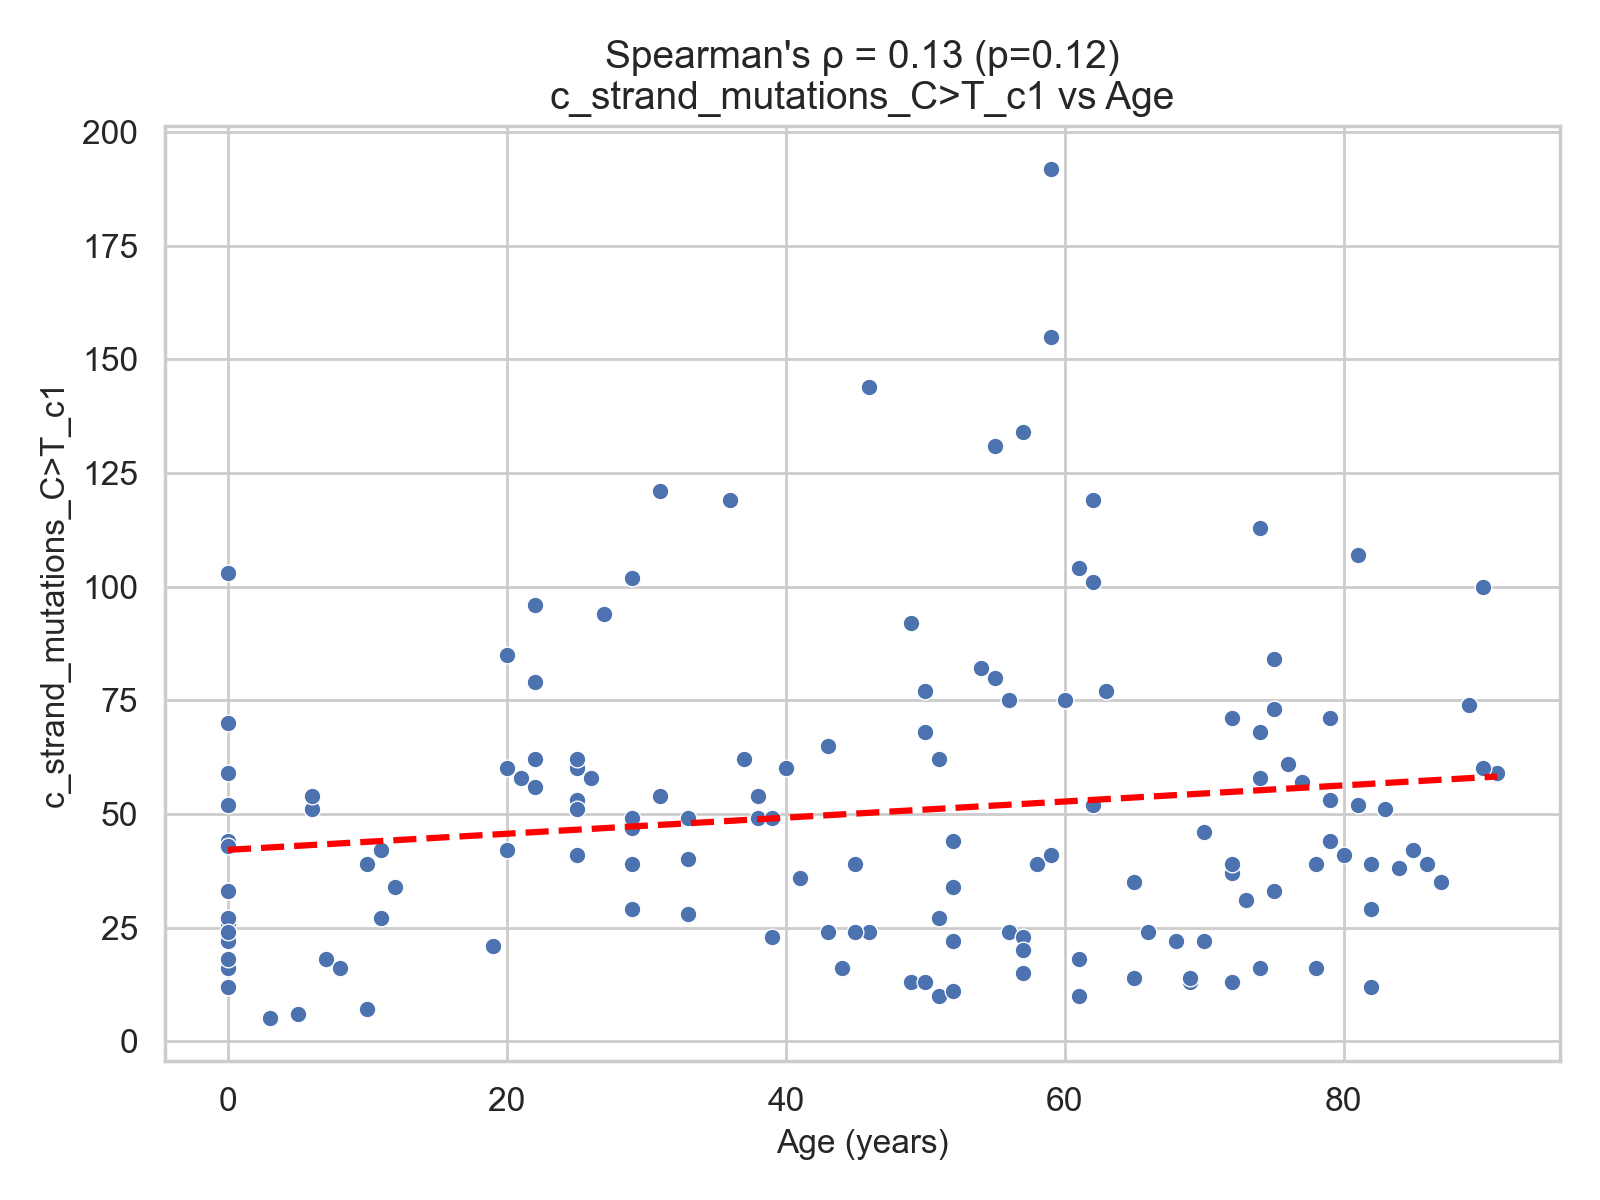 Spearman's ρ = 0.13 (p=0.12)
c_strand_mutations_C>T_c1 vs Age
200
175
150
125
100
75
50
25
0
c_strand_mutations_C>T_c1
0 20 40 60 80
Age (years)